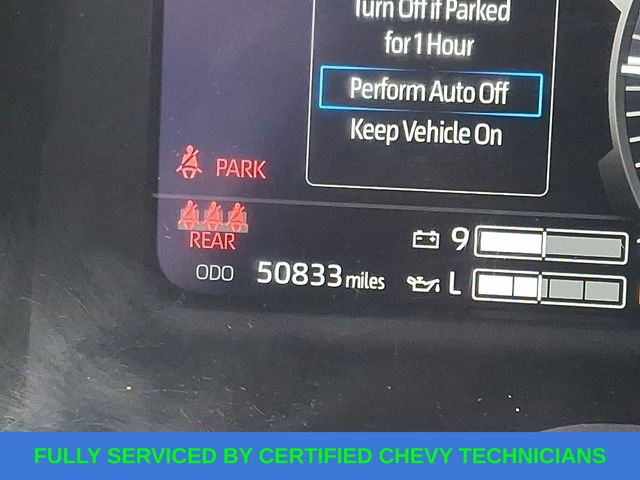 Turn Off if Parked
for 1 Hour
Perform Auto Off
Keep Vehicle On
PARK
REAR
9
ODO 50833 miles
L
FULLY SERVICED BY CERTIFIED CHEVY TECHNICIANS